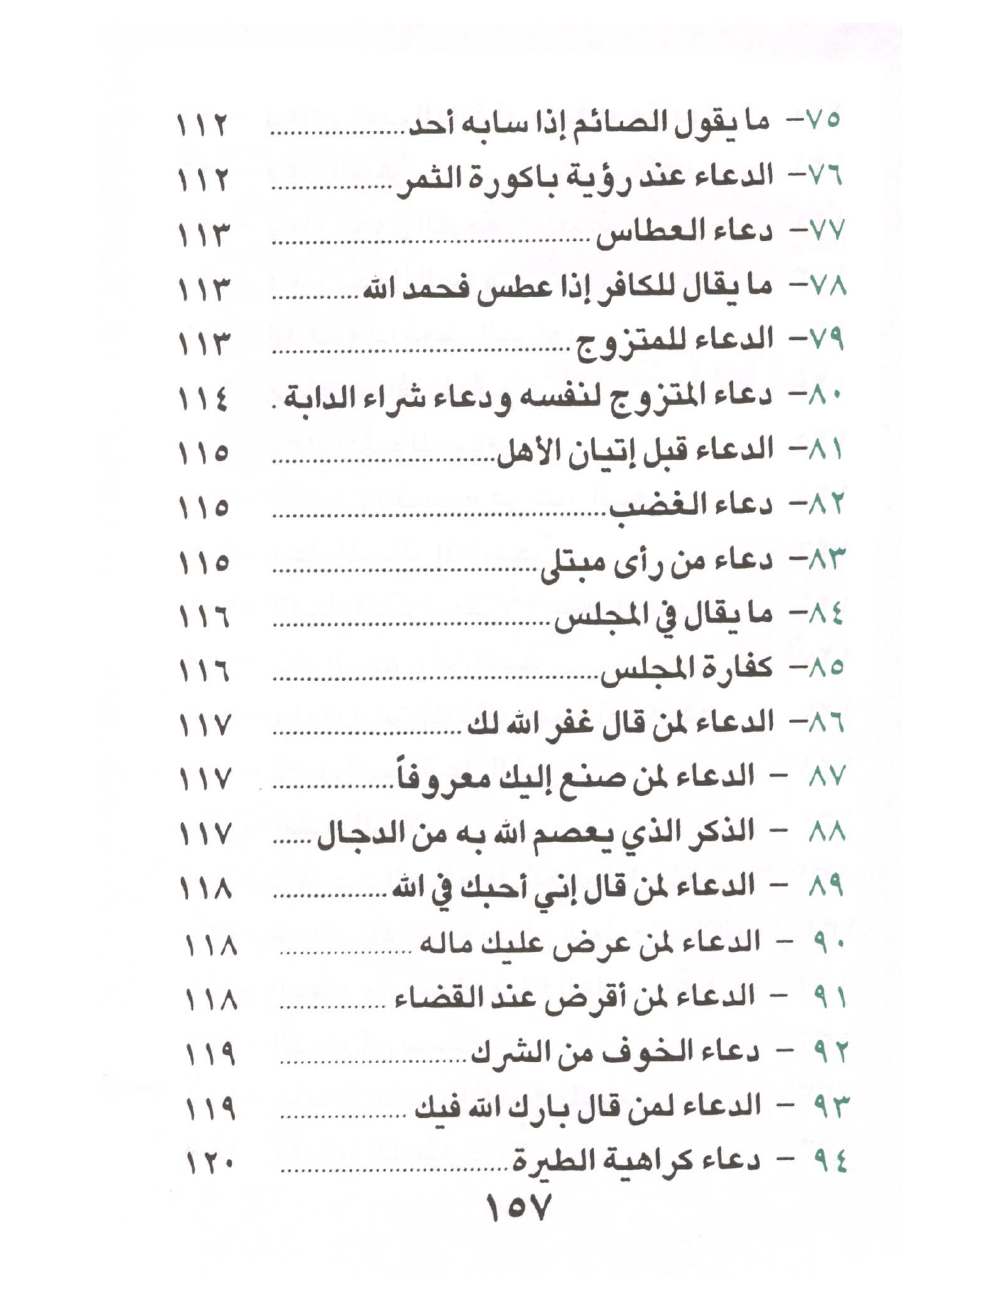 ٧٥- ما يقول الصائم إذا سابه أحد .................... ١١٢
٧٦- الدعاء عند رؤية باكورة الثمر .................. ١١٢
٧٧- دعاء العطاس ............................................... ١١٣
٧٨- ما يقال للكافر إذا عطس فحمد الله ............. ١١٣
٧٩- الدعاء للمتزوج ............................................ ١١٣
٨٠- دعاء المتزوج لنفسه ودعاء شراء الدابة . ١١٤
٨١- الدعاء قبل إتيان الأهل ................................. ١١٥
٨٢- دعاء الغضب ................................................. ١١٥
٨٣- دعاء من رأى مبتلى ....................................... ١١٥
٨٤- ما يقال في المجلس ......................................... ١١٦
٨٥- كفارة المجلس ................................................ ١١٦
٨٦- الدعاء لمن قال غفر الله لك ............................ ١١٧
٨٧ - الدعاء لمن صنع إليك معروفاً .................. ١١٧
٨٨ - الذكر الذي يعصم الله به من الدجال ...... ١١٧
٨٩ - الدعاء لمن قال إني أحبك في الله ................. ١١٨
٩٠ - الدعاء لمن عرض عليك ماله .................... ١١٨
٩١ - الدعاء لمن أقرض عند القضاء ................ ١١٨
٩٢ - دعاء الخوف من الشرك ............................ ١١٩
٩٣ - الدعاء لمن قال بارك الله فيك ................... ١١٩
٩٤ - دعاء كراهية الطيرة .................................. ١٢٠
١٥٧